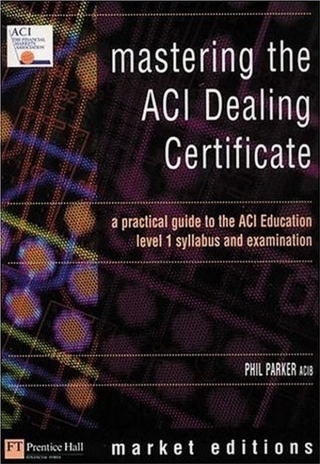 ACI
THE FINANCIAL
MARKETS
ASSOCIATION
mastering the
ACI Dealing
Certificate
a practical guide to the ACI Education
level 1 syllabus and examination
PHIL PARKER ACIB
FT Prentice Hall
FINANCIAL TIMES
market editions